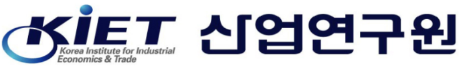 KIET 산업연구원
Korea Institute for Industrial
Economics & Trade